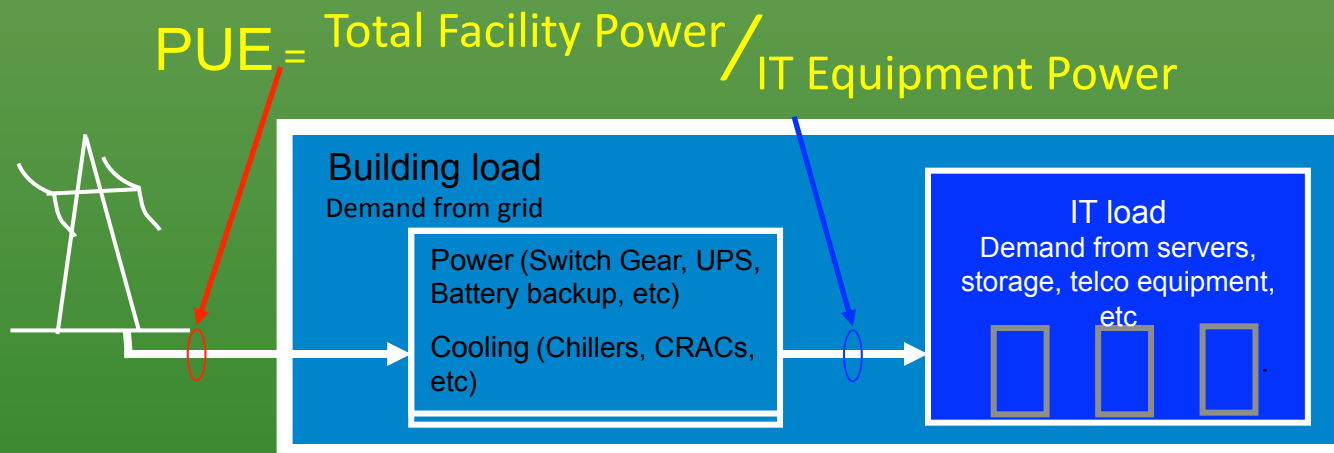 PUE = Total Facility Power / IT Equipment Power
Building load
Demand from grid
Power (Switch Gear, UPS,
Battery backup, etc)
Cooling (Chillers, CRACs,
etc)
IT load
Demand from servers,
storage, telco equipment,
etc
.